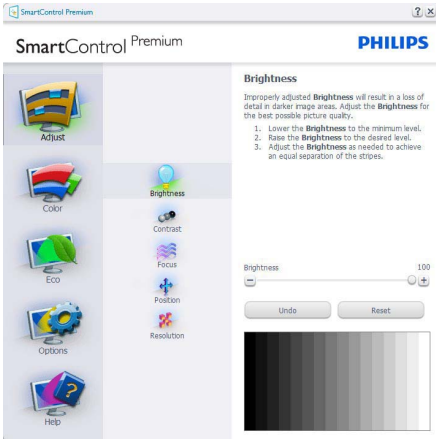 SmartControl Premium
SmartControl Premium
PHILIPS
Adjust
Color
Eco
Options
Help
Brightness
Contrast
Focus
Position
Resolution
Brightness
Improperly adjusted Brightness will result in a loss of
detail in darker image areas. Adjust the Brightness for
the best possible picture quality.
1. Lower the Brightness to the minimum level.
2. Raise the Brightness to the desired level.
3. Adjust the Brightness as needed to achieve
an equal separation of the stripes.
Brightness 100
Undo Reset